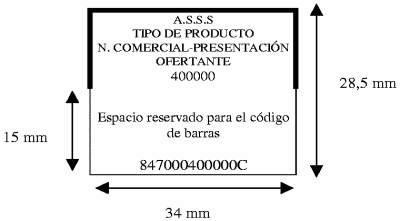 A.S.S.S
TIPO DE PRODUCTO
N. COMERCIAL-PRESENTACIÓN
OFERTANTE
400000
28,5 mm
Espacio reservado para el código
de barras
15 mm
847000400000C
34 mm